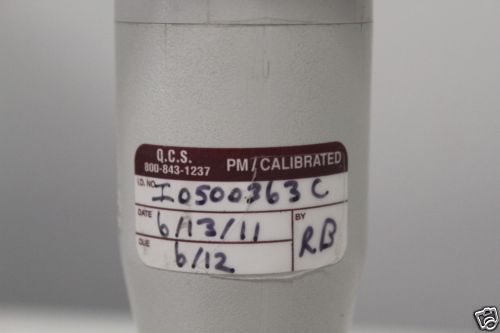 Q.C.S.
800-843-1237 PM / CALIBRATED
I.D. NO. I0500363C
DATE 6/13/11 BY RB
DUE 6/12